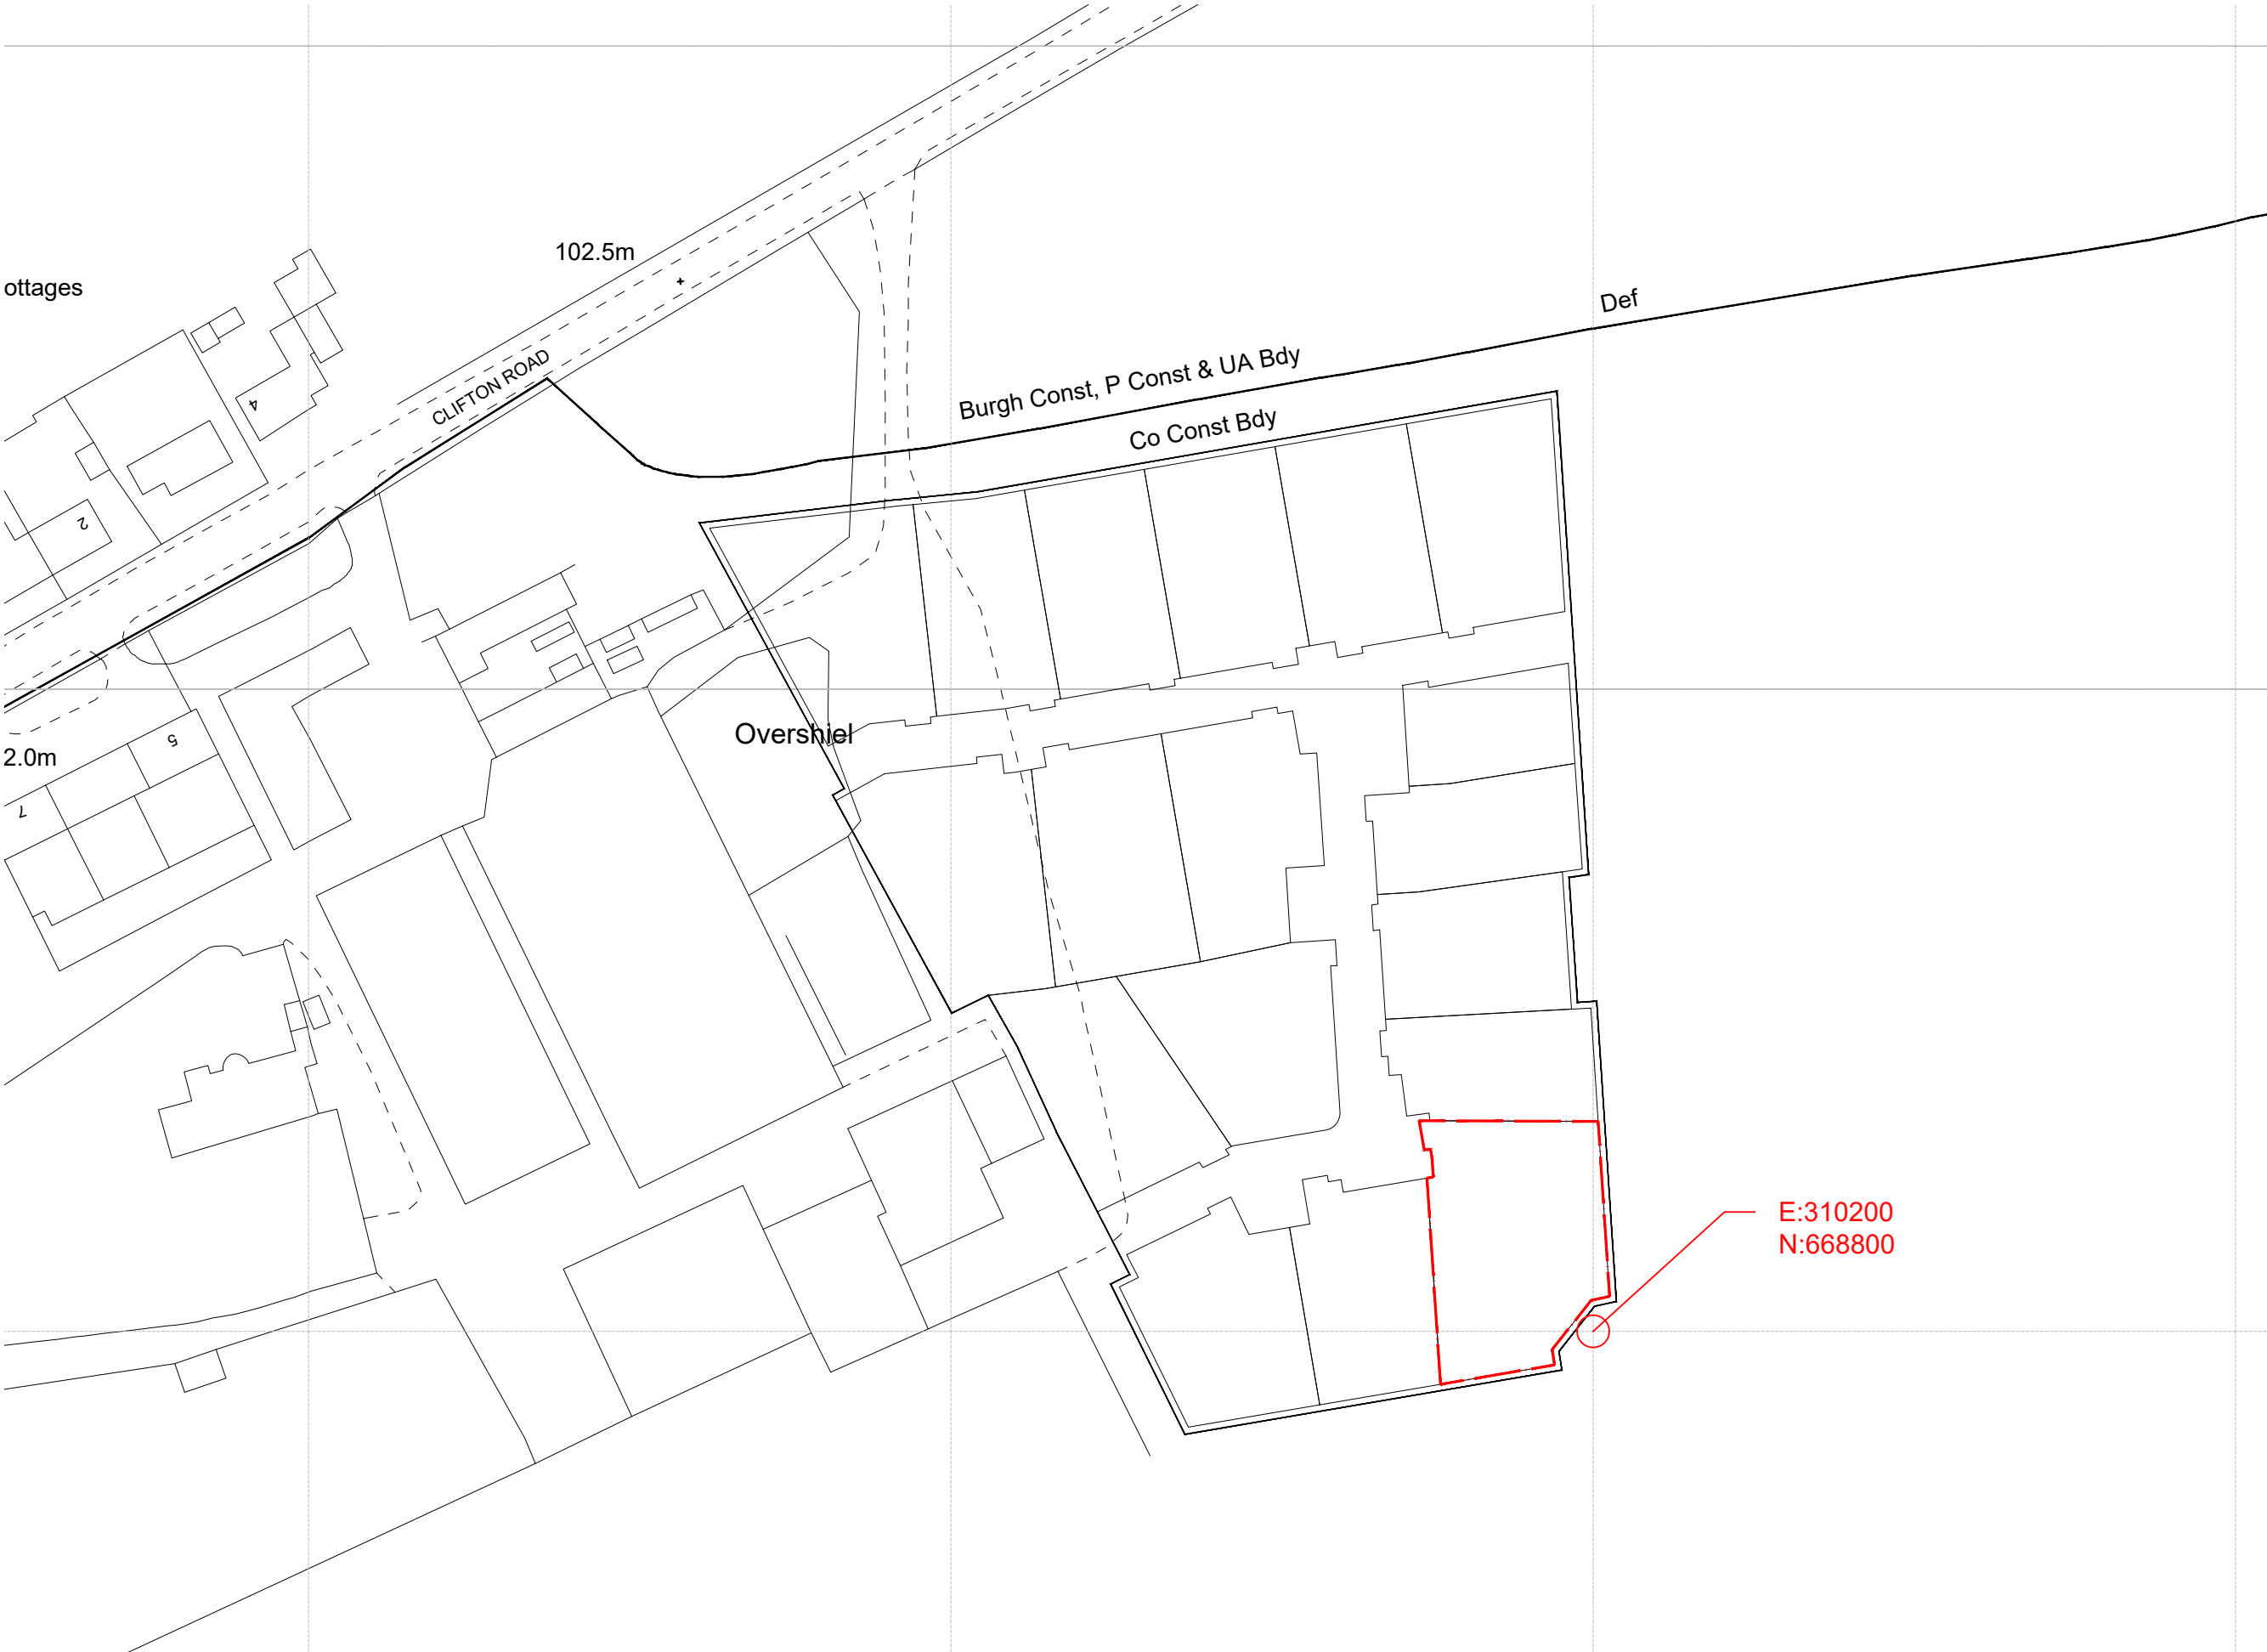 102.5m
ottages
Def
CLIFTON ROAD
Burgh Const, P Const & UA Bdy
4
Co Const Bdy
2
Overshiel
5
2.0m
7
E:310200
N:668800